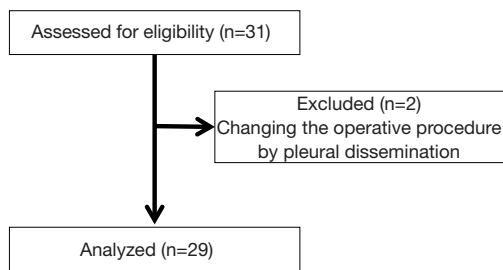 Assessed for eligibility (n=31)
Excluded (n=2)
Changing the operative procedure
by pleural dissemination
Analyzed (n=29)